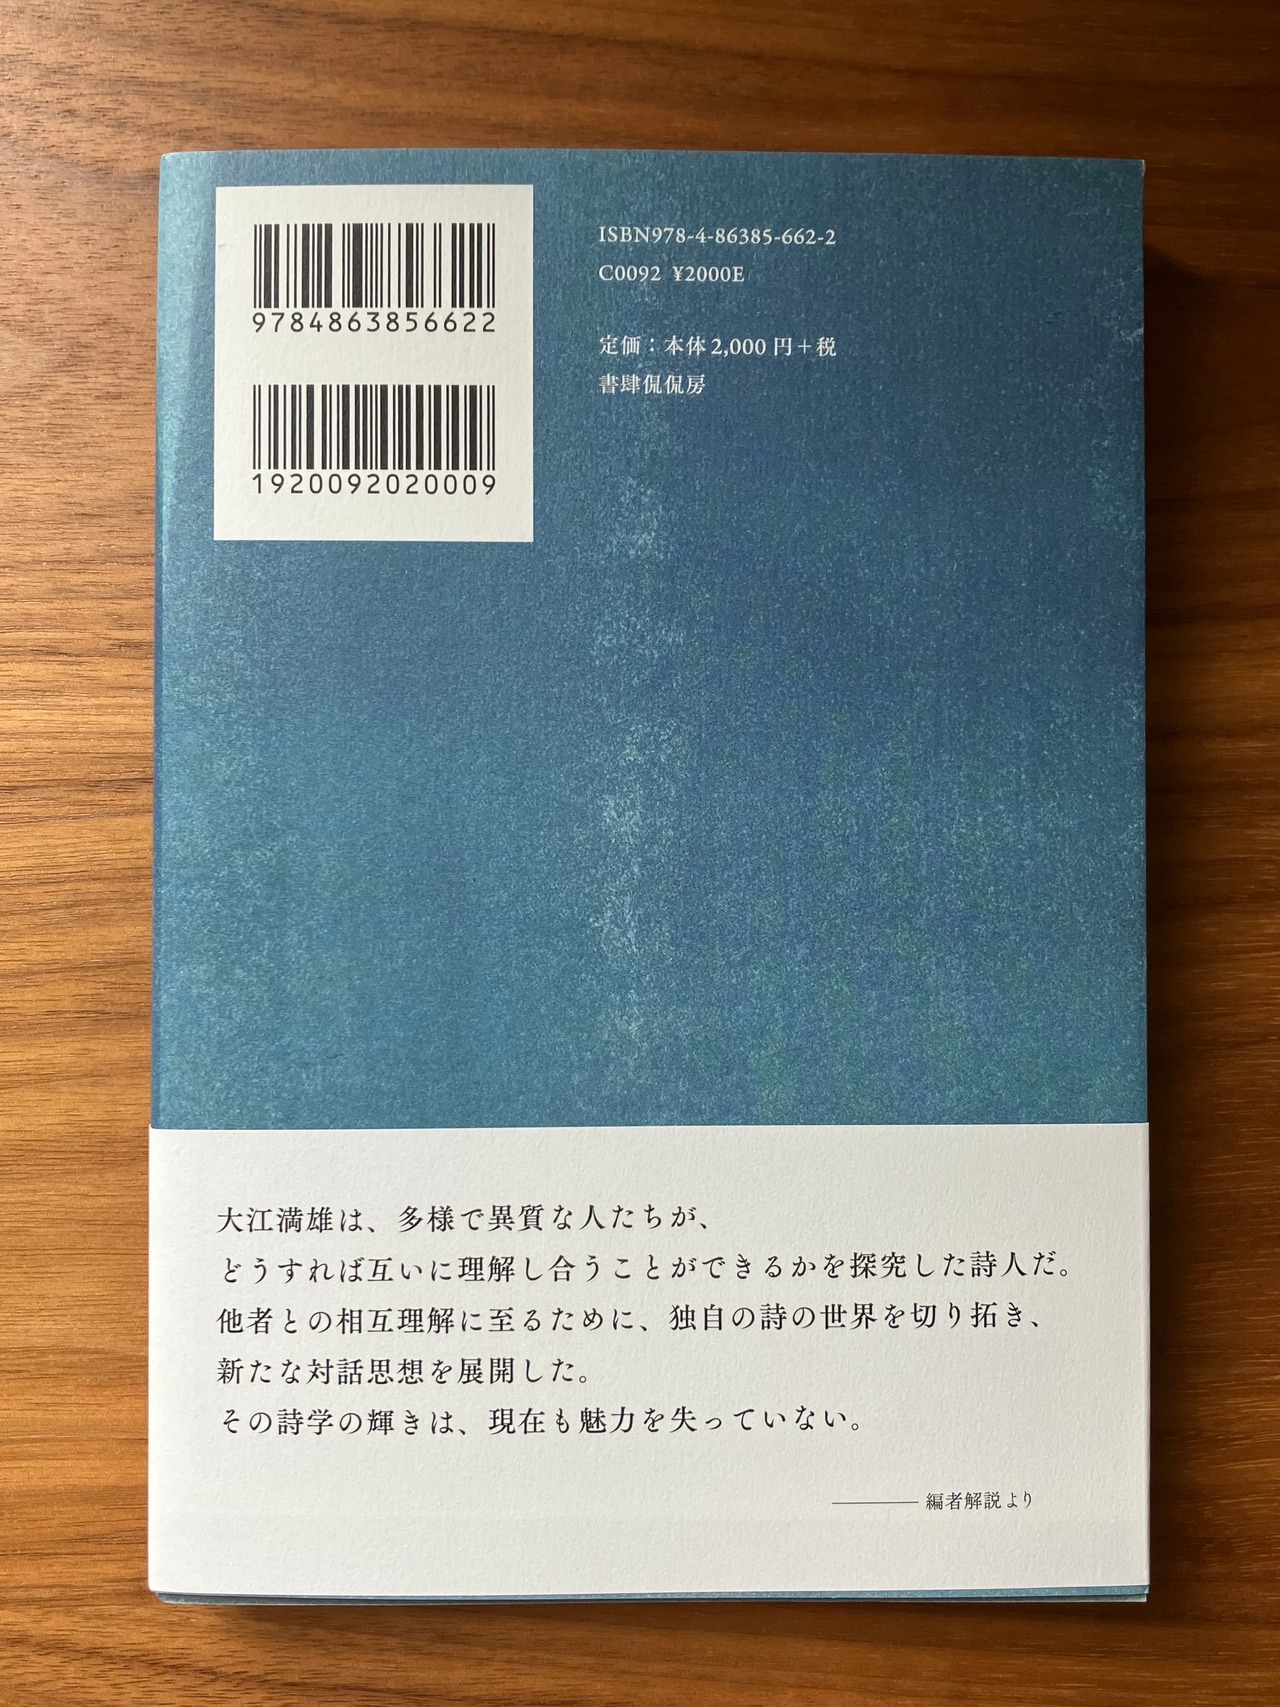 9784863856622
1920092020009
ISBN978-4-86385-662-2
C0092 ¥2000E
定価：本体2,000円＋税
書肆侃侃房
大江満雄は、多様で異質な人たちが、
どうすれば互いに理解し合うことができるかを探究した詩人だ。
他者との相互理解に至るために、独自の詩の世界を切り拓き、
新たな対話思想を展開した。
その詩学の輝きは、現在も魅力を失っていない。
――― 編者解説より